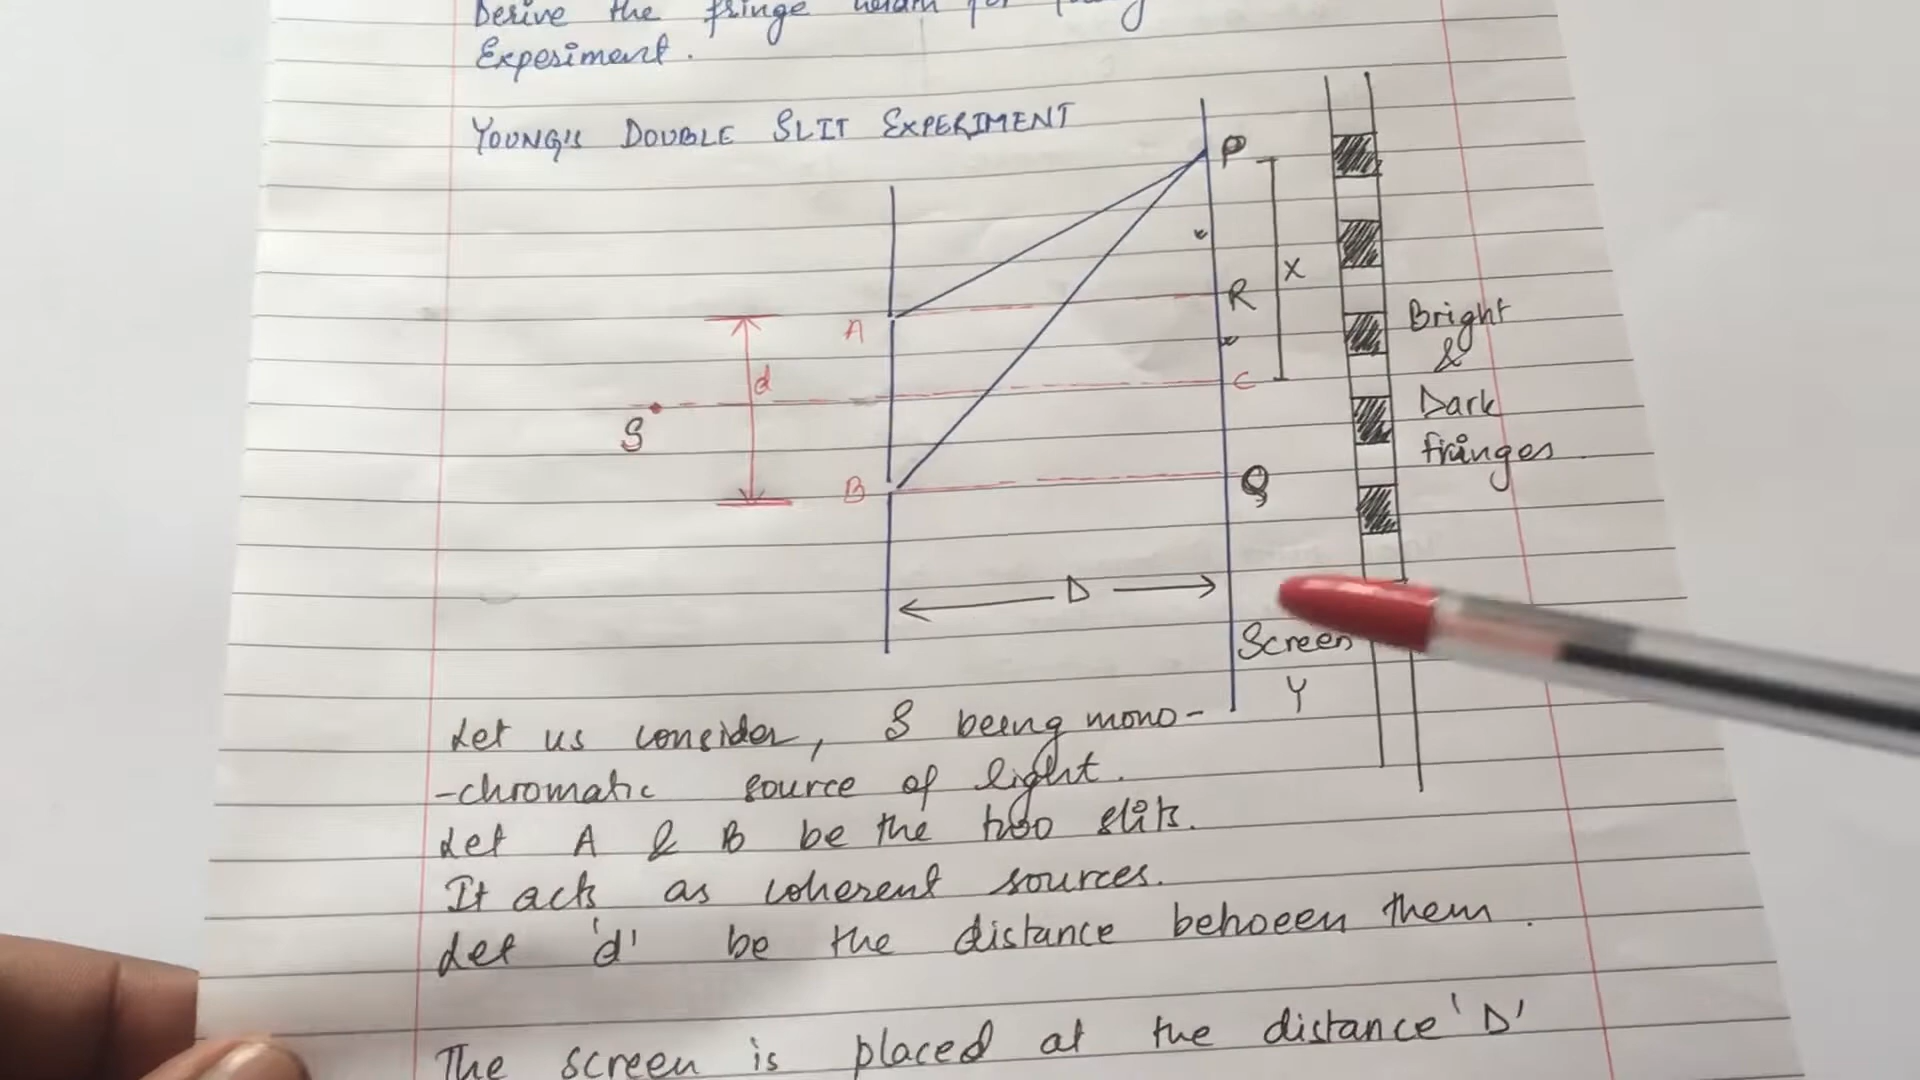 Derive the fringe width for
Experiment.
YOUNG'S DOUBLE SLIT EXPERIMENT
P
R
X
A
d
C
S
B
Q
D
Bright
&
Dark
fringes
Screen
Y
Let us consider, S being mono-
-chromatic source of light.
Let A & B be the two slits.
It acts as coherent sources.
Let 'd' be the distance between them.
The screen is placed at the distance 'D'